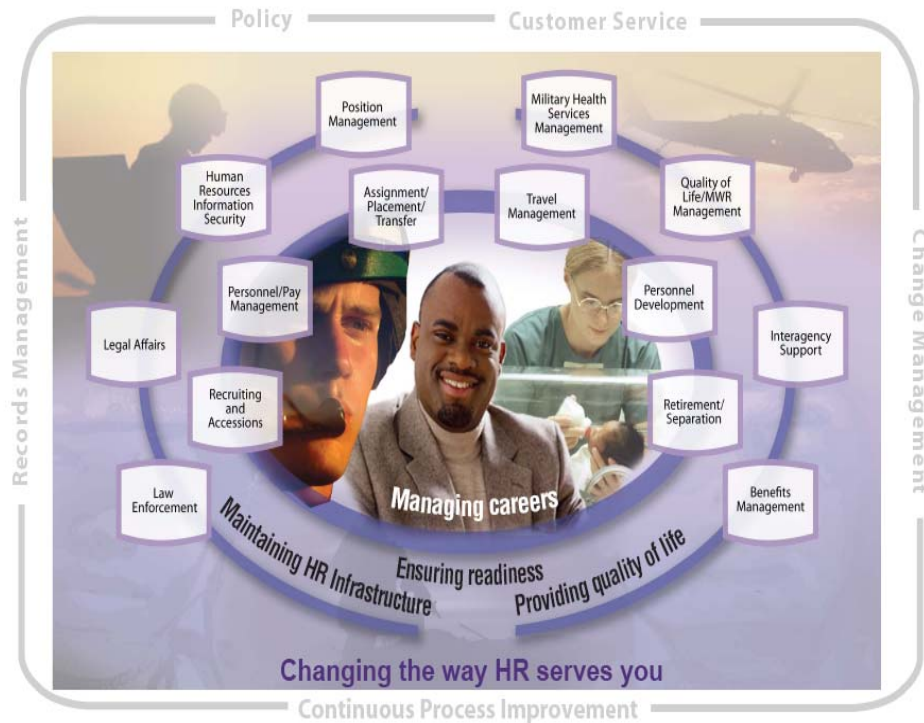 Policy
Customer Service
Records Management
Change Management
Position
Management
Military Health
Services
Management
Human
Resources
Information
Security
Assignment/
Placement/
Transfer
Travel
Management
Quality of
Life/MWR
Management
Personnel/Pay
Management
Personnel
Development
Legal Affairs
Interagency
Support
Recruiting
and
Accessions
Retirement/
Separation
Law
Enforcement
Benefits
Management
Managing careers
Maintaining HR Infrastructure
Ensuring readiness
Providing quality of life
Changing the way HR serves you
Continuous Process Improvement